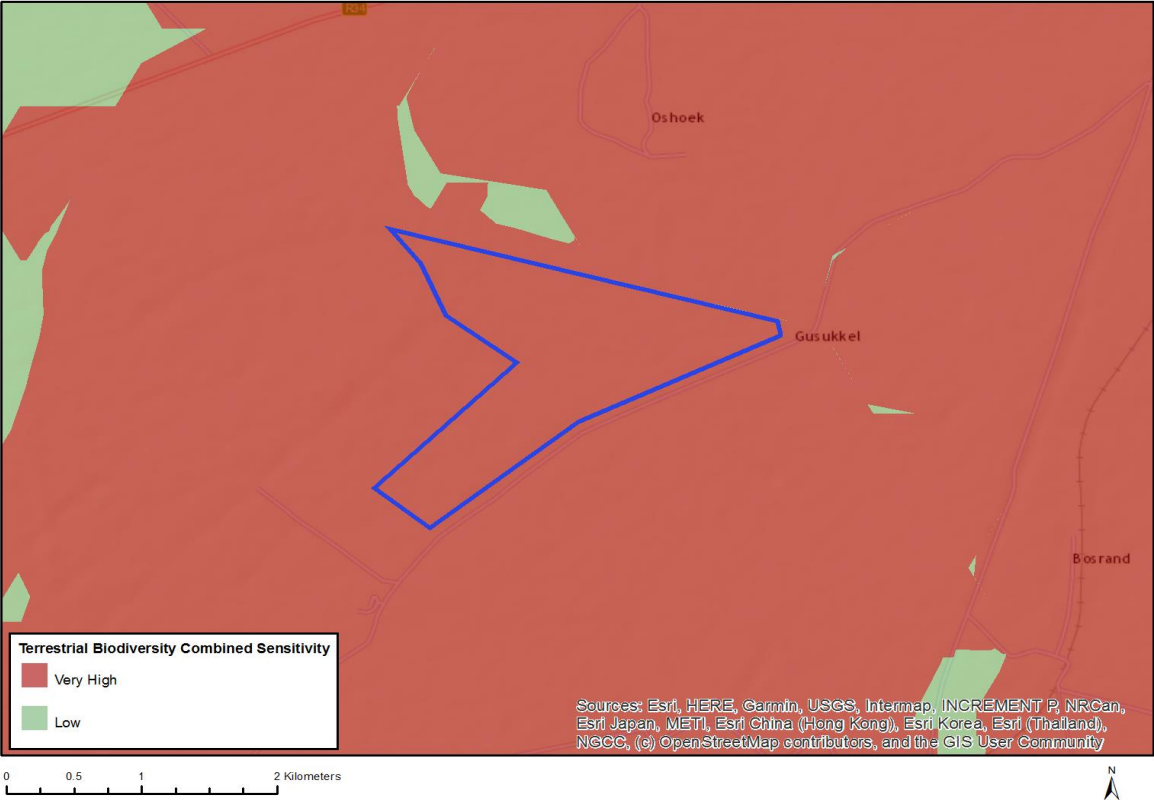 R34
Oshoek
Gusukkel
Bosrand
Terrestrial Biodiversity Combined Sensitivity
Very High
Low
Sources: Esri, HERE, Garmin, USGS, Intermap, INCREMENT P, NRCan,
Esri Japan, METI, Esri China (Hong Kong), Esri Korea, Esri (Thailand),
NGCC, (c) OpenStreetMap contributors, and the GIS User Community
0 0.5 1 2 Kilometers
N